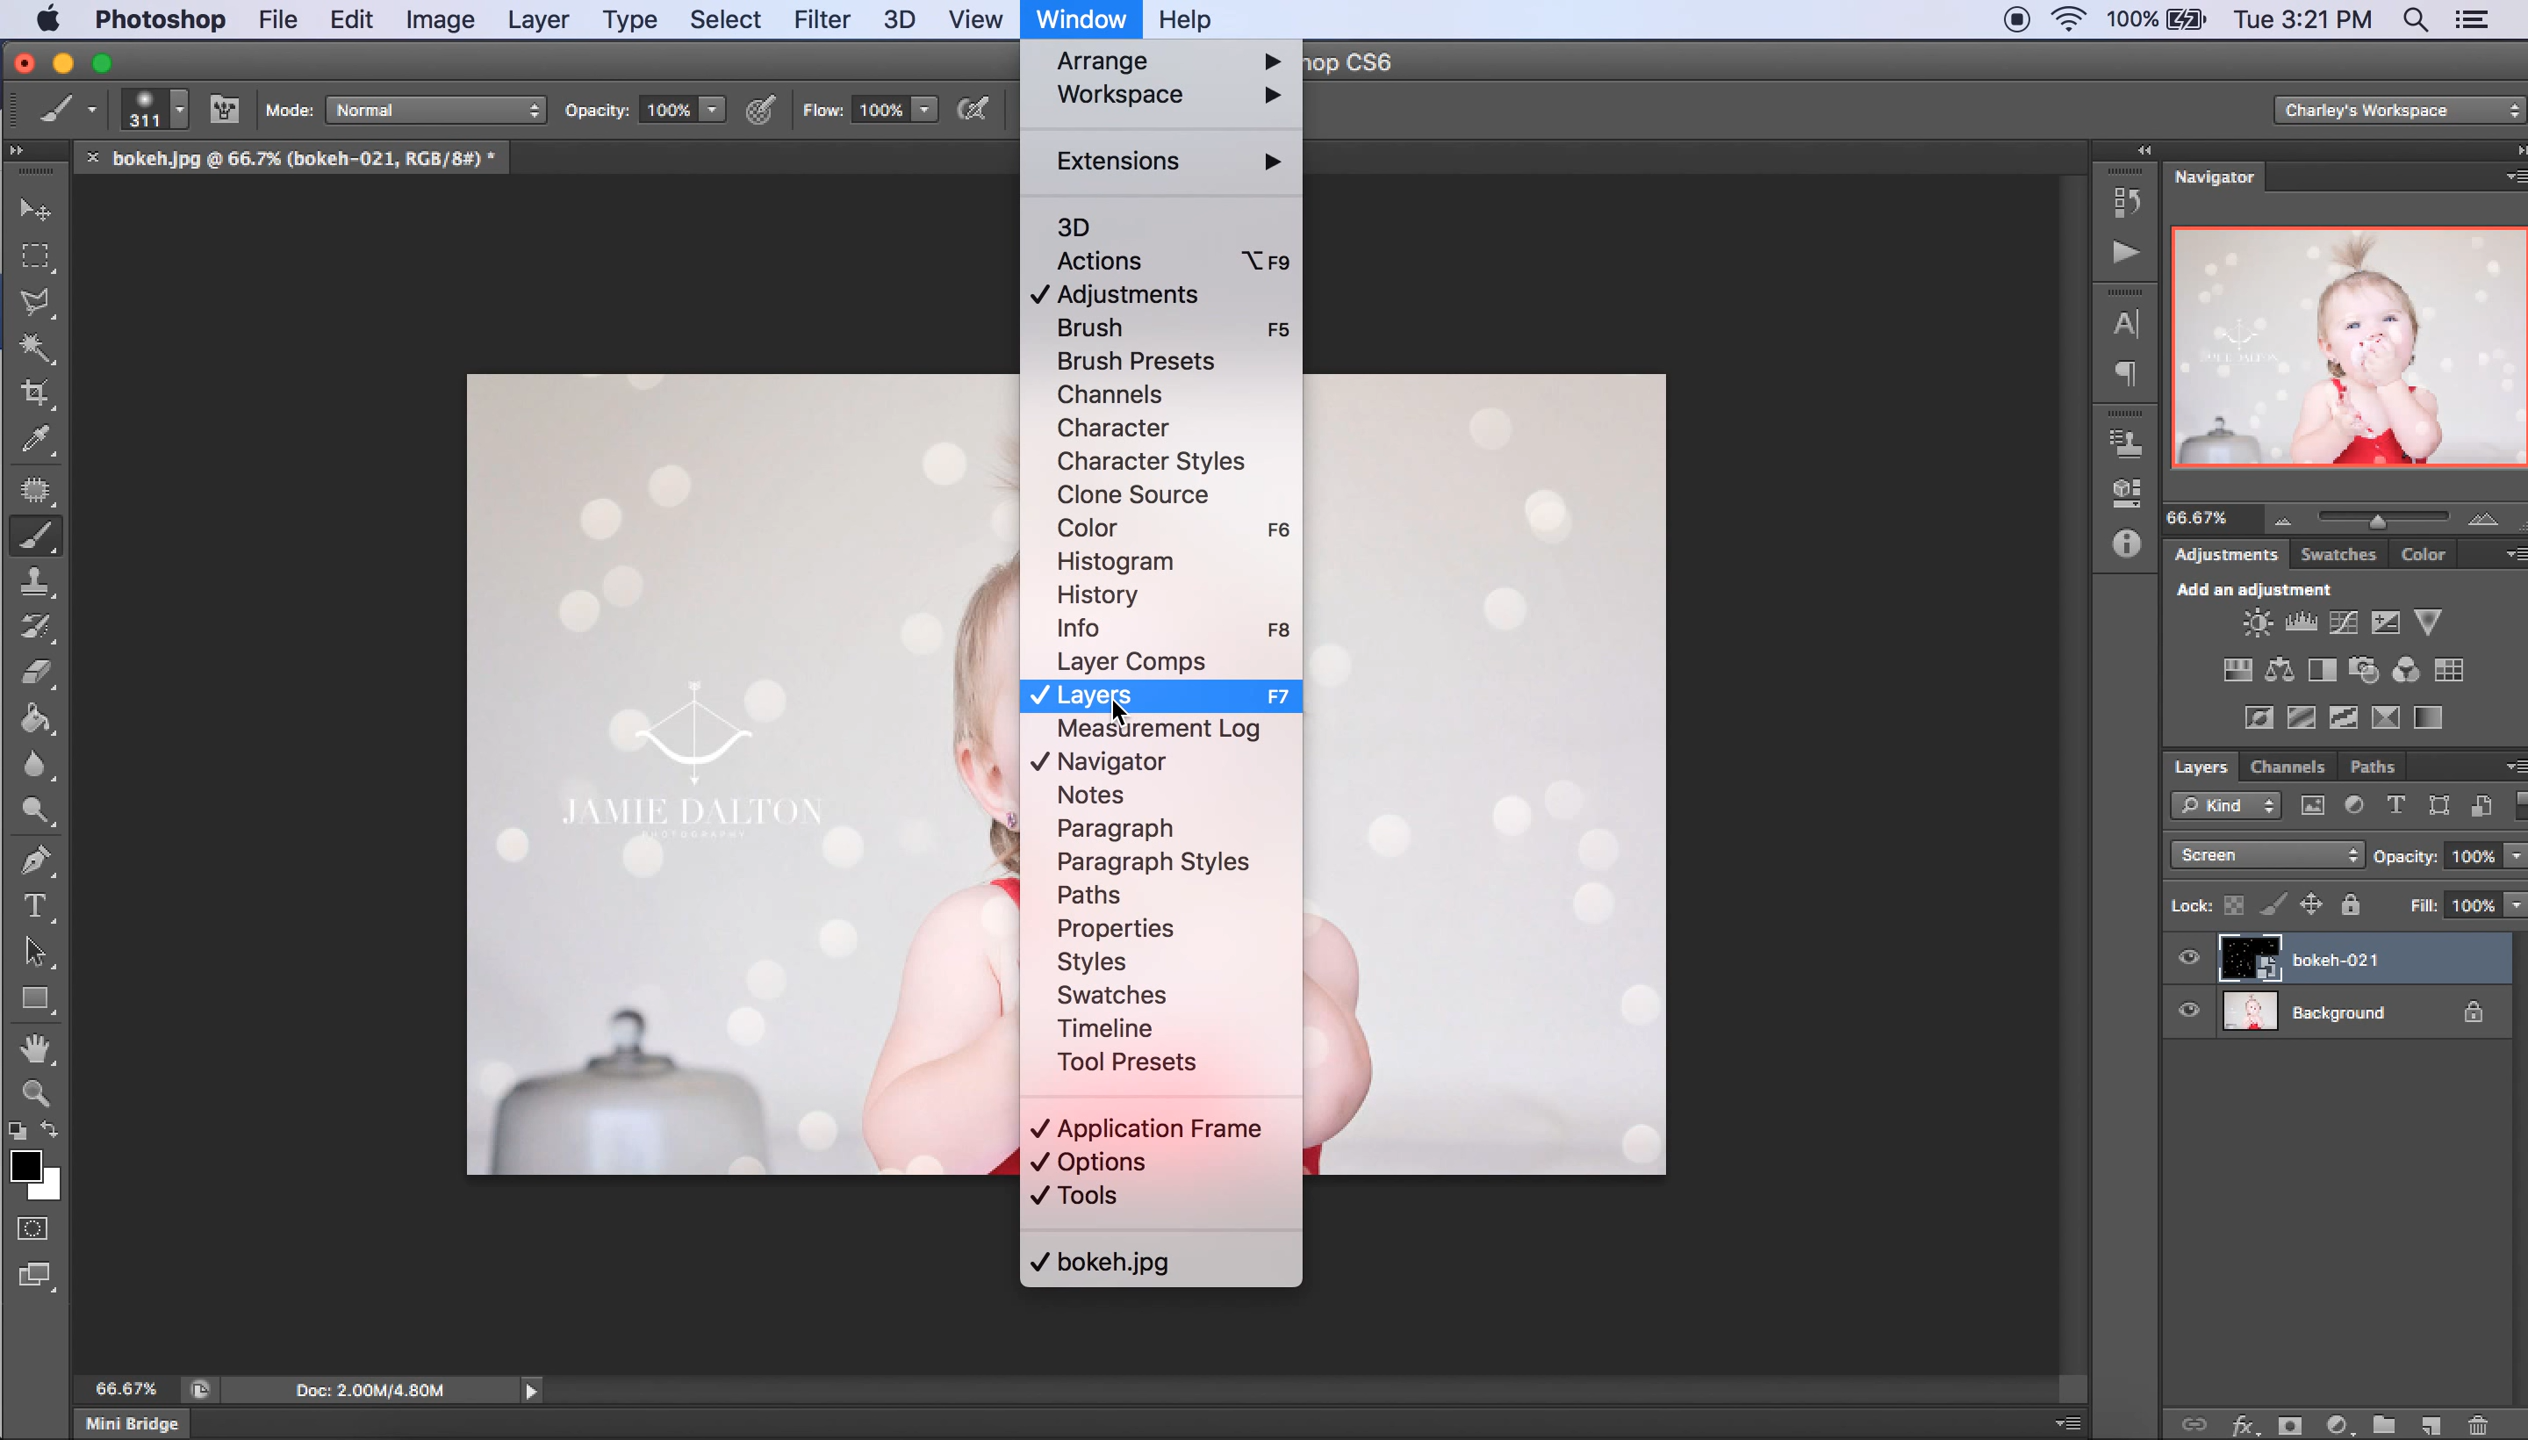 Photoshop File Edit Image Layer Type Select Filter 3D View Window Help 100% Tue 3:21 PM
hop CS6
311 Mode: Normal Opacity: 100% Flow: 100% Charley's Workspace
bokeh.jpg @ 66.7% (bokeh-021, RGB/8#) *
Arrange
Workspace
Extensions
3D
Actions ⌥F9
✓ Adjustments
Brush F5
Brush Presets
Channels
Character
Character Styles
Clone Source
Color F6
Histogram
History
Info F8
Layer Comps
✓ Layers F7
Measurement Log
✓ Navigator
Notes
Paragraph
Paragraph Styles
Paths
Properties
Styles
Swatches
Timeline
Tool Presets
✓ Application Frame
✓ Options
✓ Tools
✓ bokeh.jpg
JAMIE DALTON
PHOTOGRAPHY
Navigator
66.67%
Adjustments Swatches Color
Add an adjustment
Layers Channels Paths
Kind
Screen Opacity: 100%
Lock: Fill: 100%
bokeh-021
Background
66.67% Doc: 2.00M/4.80M
Mini Bridge